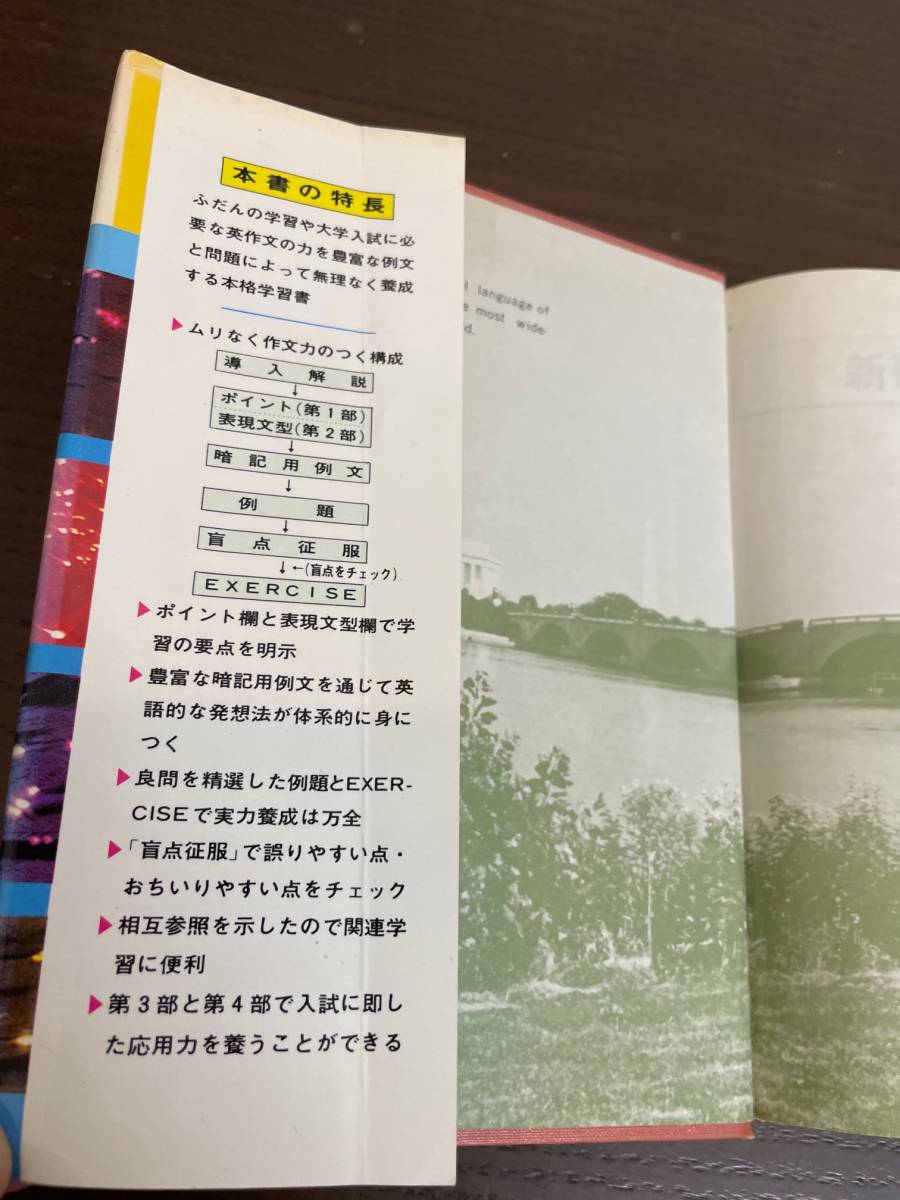 本書の特長
ふだんの学習や大学入試に必
要な英作文の力を豊富な例文
と問題によって無理なく養成
する本格学習書
▶ムリなく作文力のつく構成
導入解説
↓
ポイント(第1部)
表現文型(第2部)
↓
暗記用例文
↓
例題
↓
盲点征服
↓←(盲点をチェック)
EXERCISE
▶ポイント欄と表現文型欄で学
習の要点を明示
▶豊富な暗記用例文を通じて英
語的な発想法が体系的に身に
つく
▶良問を精選した例題とEXER-
CISEで実力養成は万全
▶「盲点征服」で誤りやすい点・
おちいりやすい点をチェック
▶相互参照を示したので関連学
習に便利
▶第3部と第4部で入試に即し
た応用力を養うことができる
language of
most wide-
新